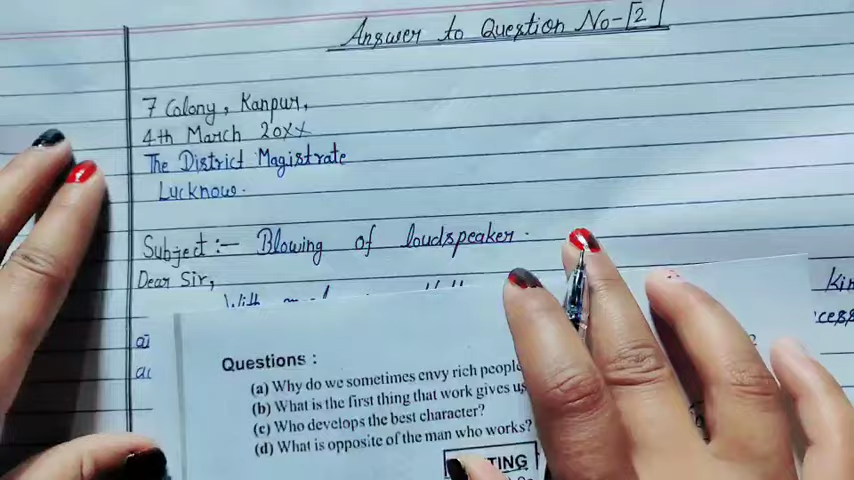 Answer to Question No-[2]
7 Colony, Kanpur,
4th March 20XX
The District Magistrate
Lucknow.
Subject :- Blowing of loudspeaker.
Dear Sir,
With
Questions :
(a) Why do we sometimes envy rich people
(b) What is the first thing that work gives us
(c) Who develops the best character?
(d) What is opposite of the man who works?